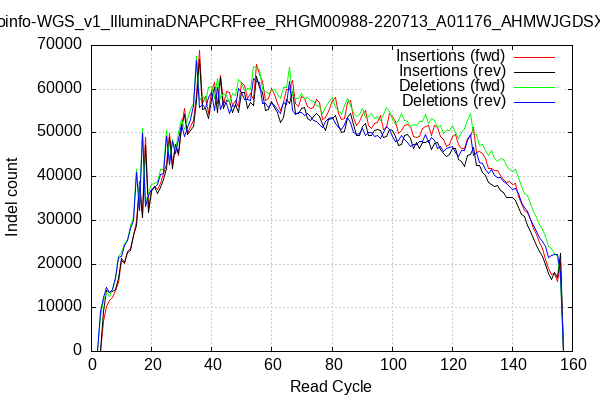 oinfo-WGS_v1_IlluminaDNAPCRFree_RHGM00988-220713_A01176_AHMWJGDSX
70000
60000
50000
40000
30000
20000
10000
0
Indel count
Insertions (fwd)
Insertions (rev)
Deletions (fwd)
Deletions (rev)
0 20 40 60 80 100 120 140 160
Read Cycle